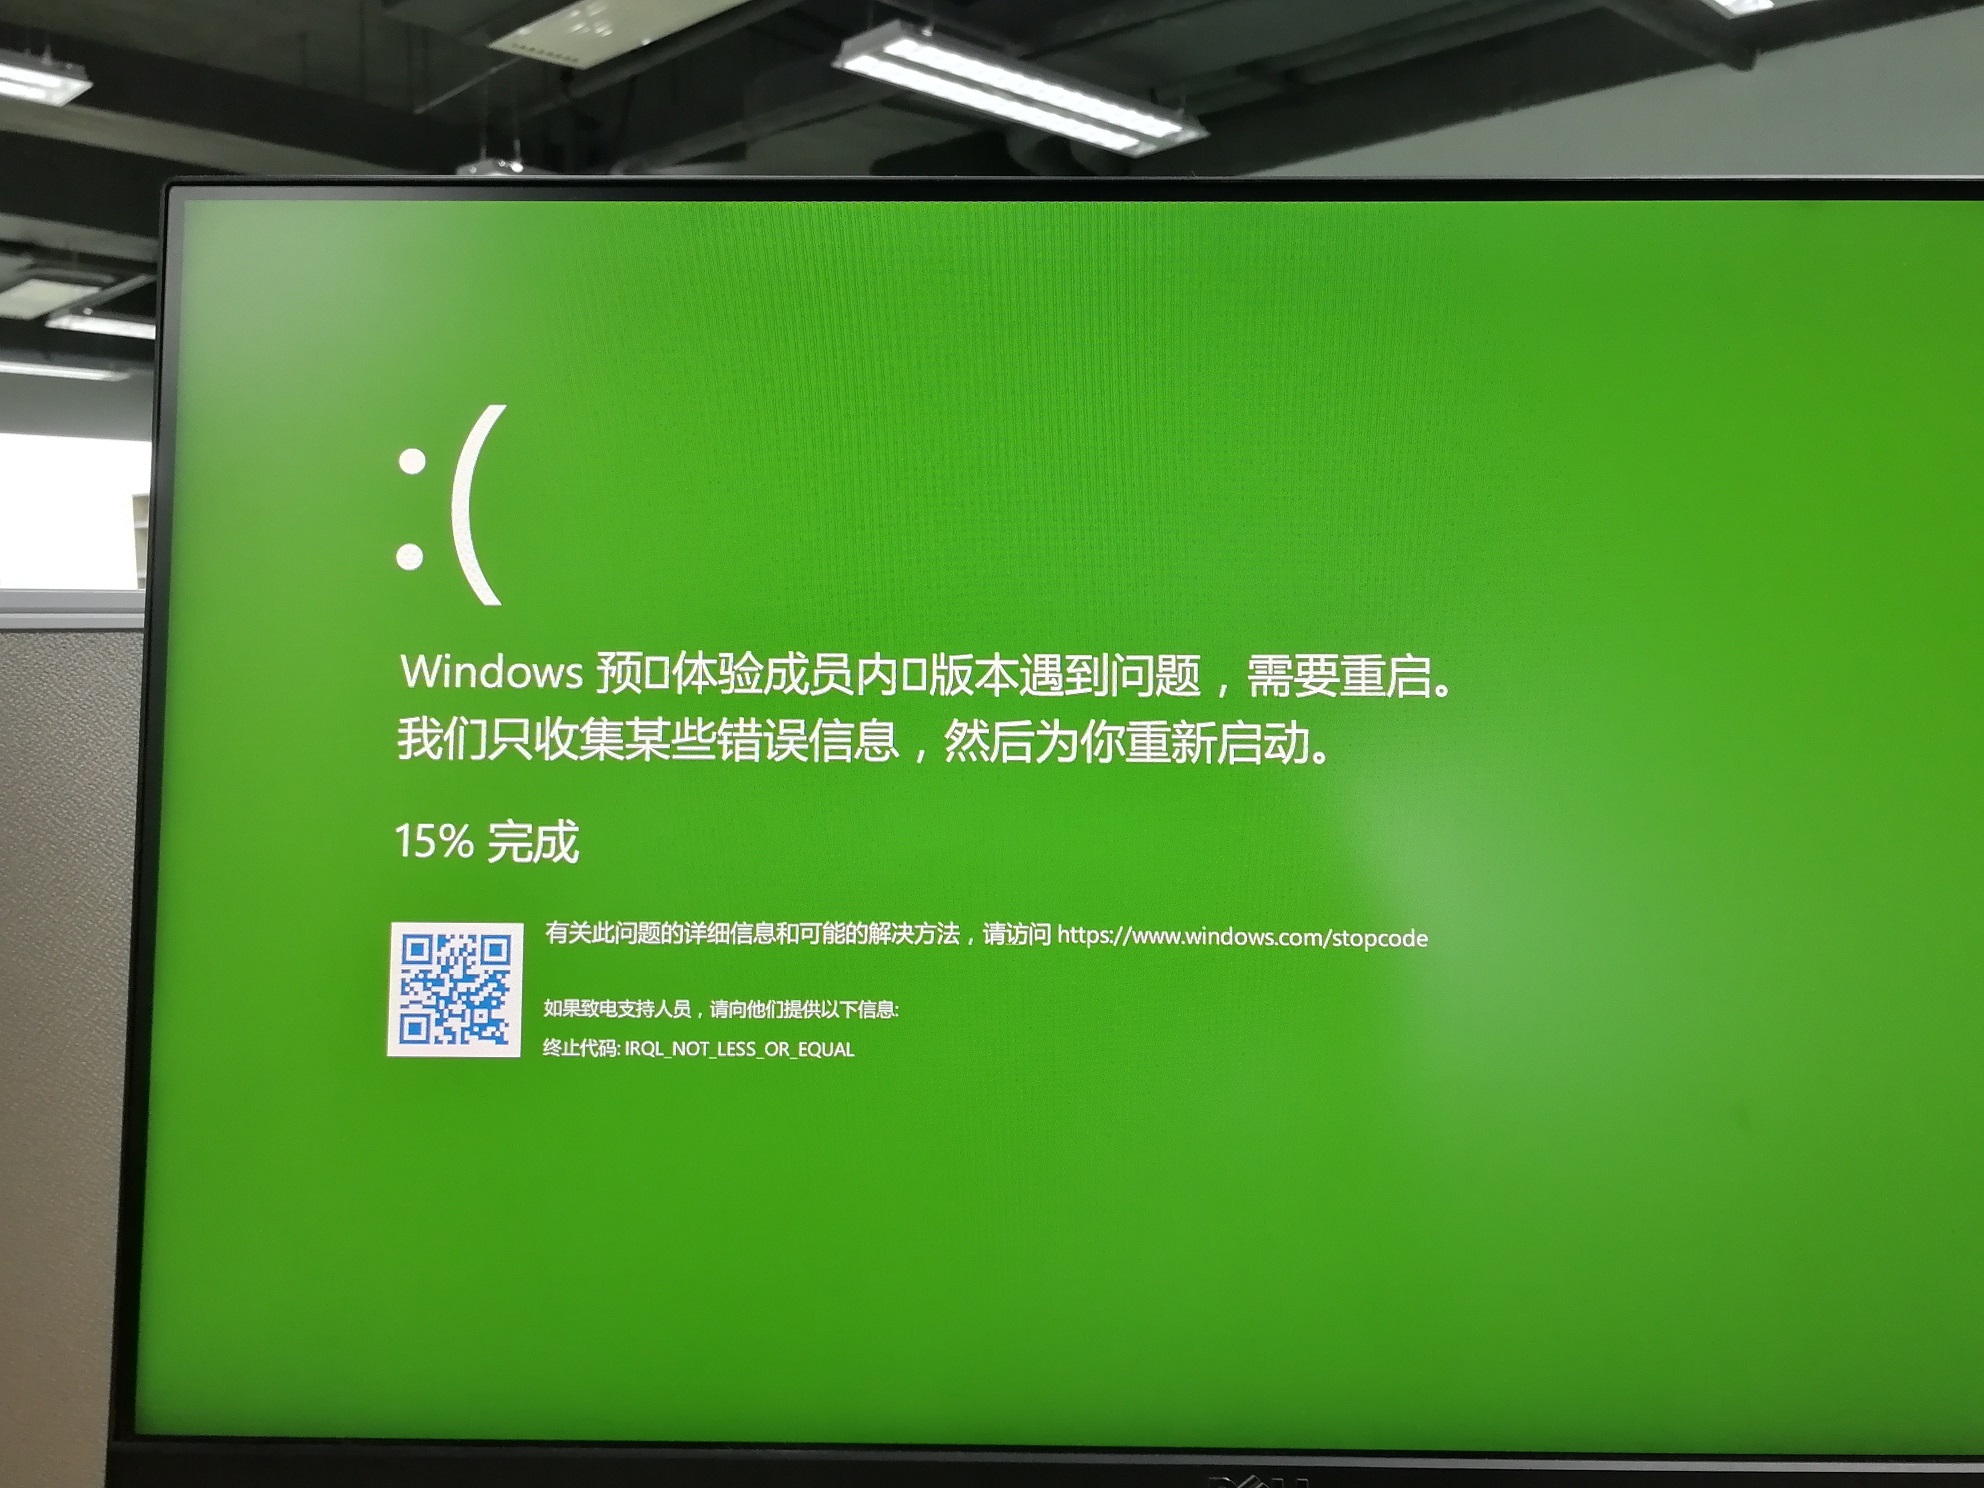 :(
Windows 预□体验成员内□版本遇到问题，需要重启。
我们只收集某些错误信息，然后为你重新启动。
15% 完成
有关此问题的详细信息和可能的解决方法，请访问 https://www.windows.com/stopcode
如果致电支持人员，请向他们提供以下信息:
终止代码: IRQL_NOT_LESS_OR_EQUAL